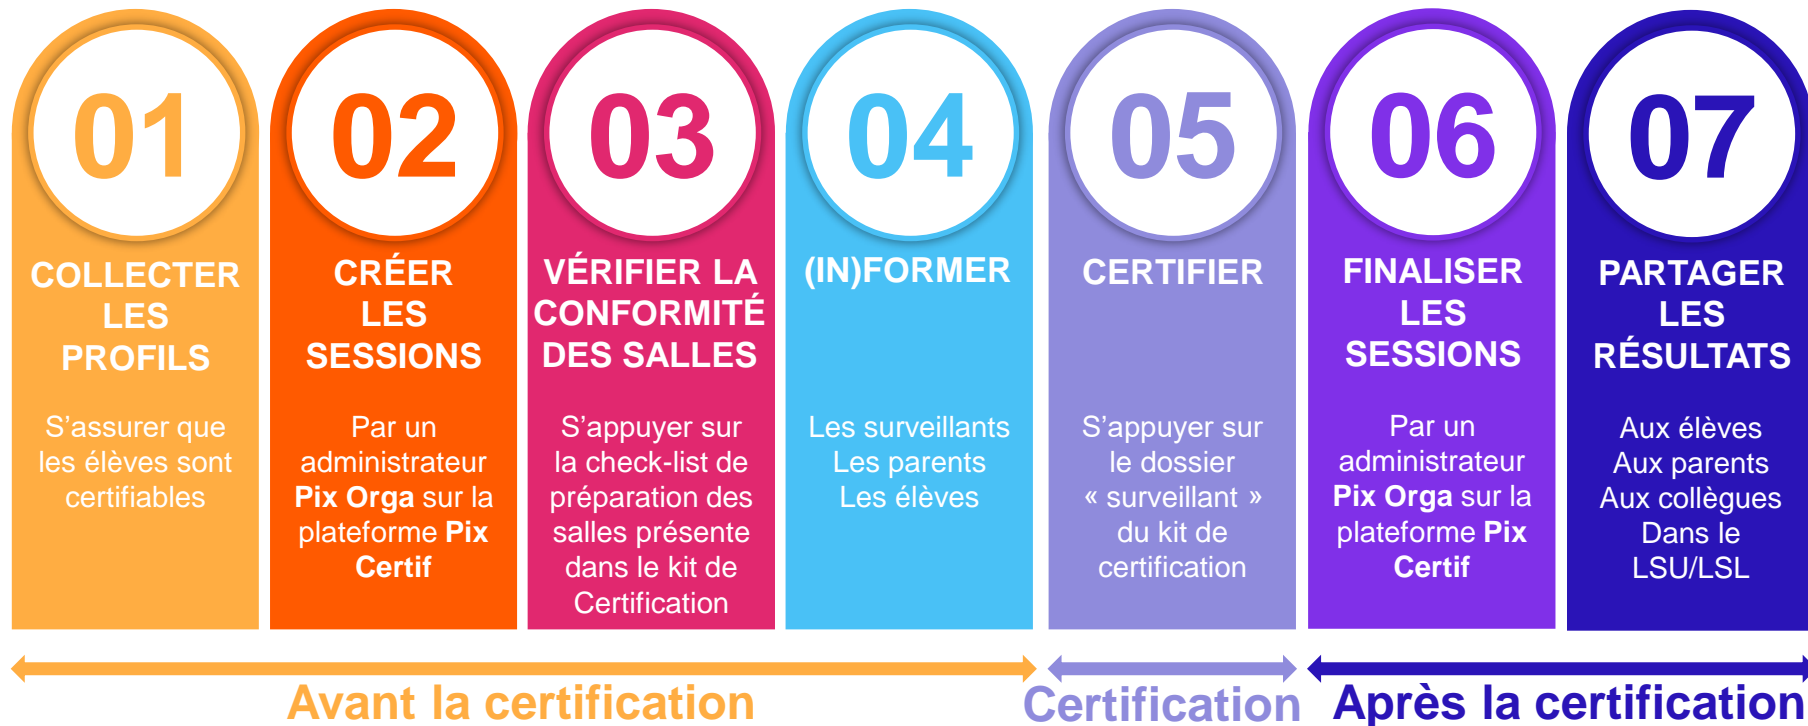 01
COLLECTER
LES
PROFILS
S’assurer que
les élèves sont
certifiables
02
CRÉER
LES
SESSIONS
Par un
administrateur
Pix Orga sur la
plateforme Pix
Certif
03
VÉRIFIER LA
CONFORMITÉ
DES SALLES
S’appuyer sur
la check-list de
préparation des
salles présente
dans le kit de
Certification
04
(IN)FORMER
Les surveillants
Les parents
Les élèves
05
CERTIFIER
S’appuyer sur
le dossier
« surveillant »
du kit de
certification
06
FINALISER
LES
SESSIONS
Par un
administrateur
Pix Orga sur la
plateforme Pix
Certif
07
PARTAGER
LES
RÉSULTATS
Aux élèves
Aux parents
Aux collègues
Dans le
LSU/LSL
Avant la certification
Certification
Après la certification